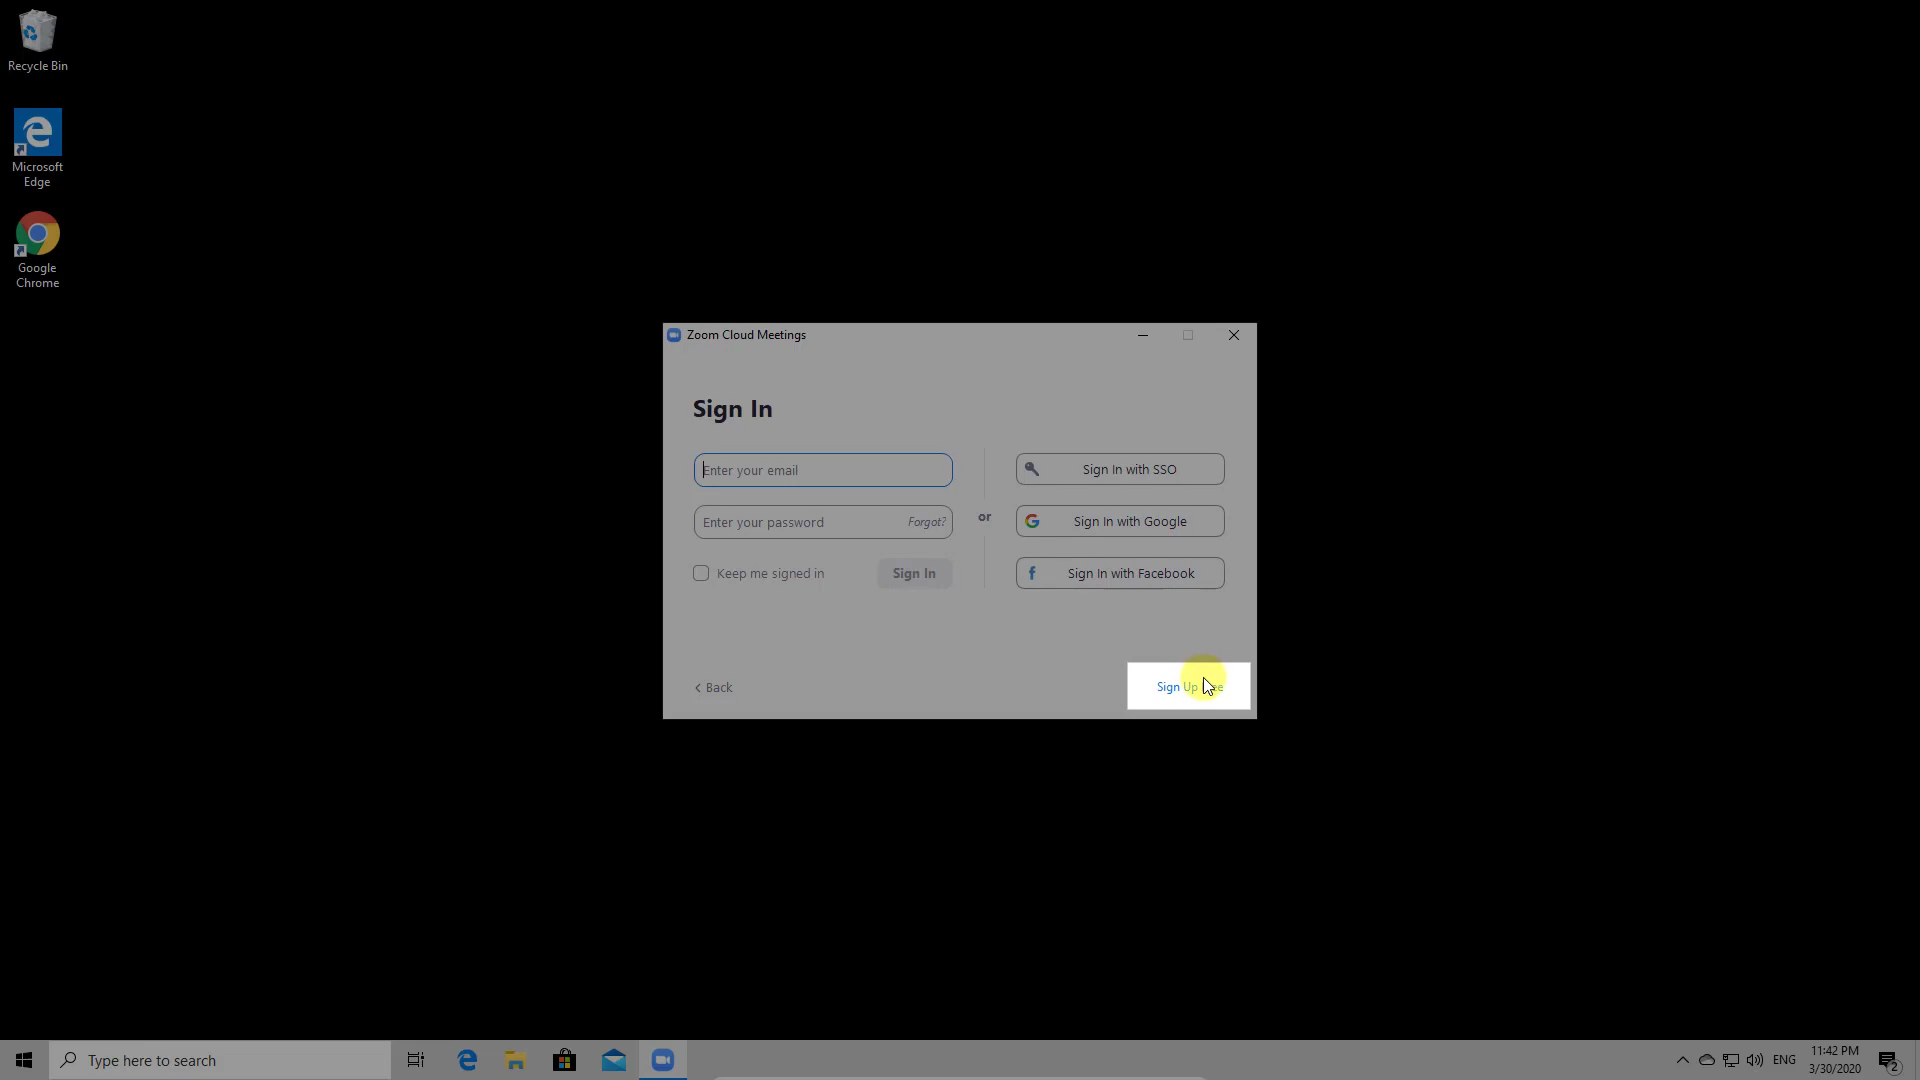 Recycle Bin
Microsoft
Edge
Google
Chrome
Zoom Cloud Meetings
Sign In
Enter your email
Enter your password
Forgot?
Keep me signed in
Sign In
or
Sign In with SSO
Sign In with Google
Sign In with Facebook
Back
Sign Up
Type here to search
ENG
11:42 PM
3/30/2020
2